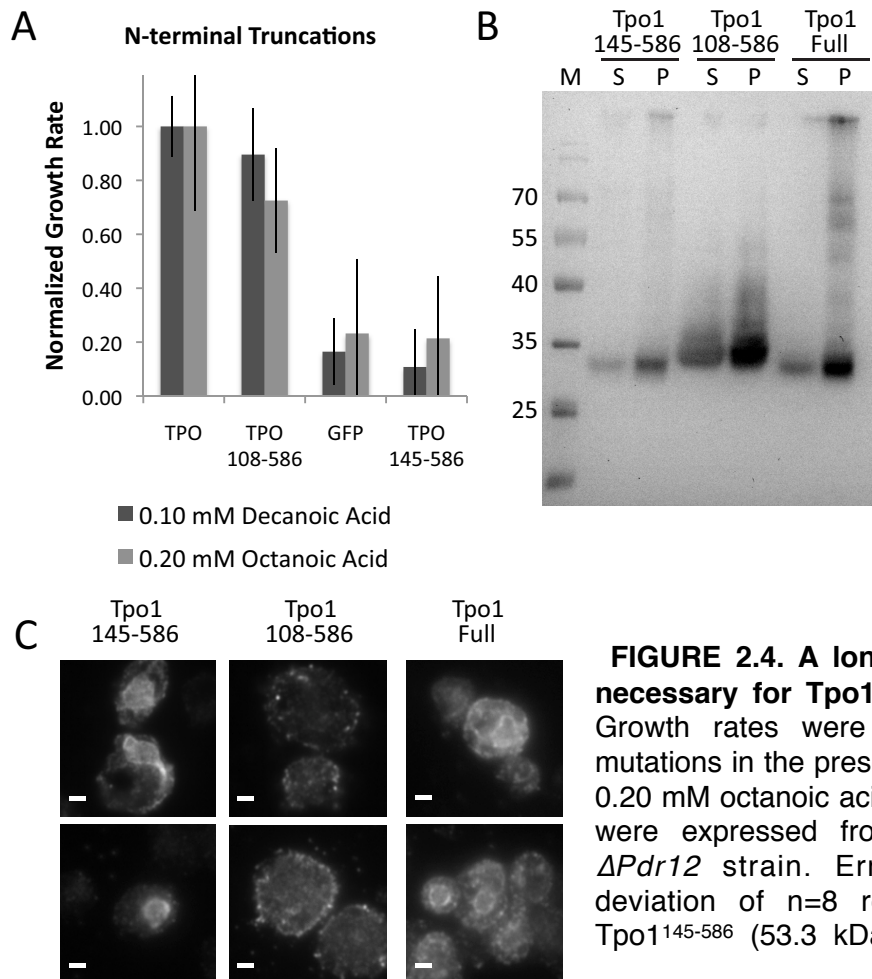 A
N-terminal Truncations
Normalized Growth Rate
1.00
0.80
0.60
0.40
0.20
0.00
TPO
TPO
108-586
GFP
TPO
145-586
0.10 mM Decanoic Acid
0.20 mM Octanoic Acid
B
Tpo1
145-586
Tpo1
108-586
Tpo1
Full
M S P S P S P
70
55
40
35
25
C
Tpo1
145-586
Tpo1
108-586
Tpo1
Full
FIGURE 2.4. A lon
necessary for Tpo1
Growth rates were
mutations in the pres
0.20 mM octanoic aci
were expressed fro
ΔPdr12 strain. Err
deviation of n=8 r
Tpo1145-586 (53.3 kDa